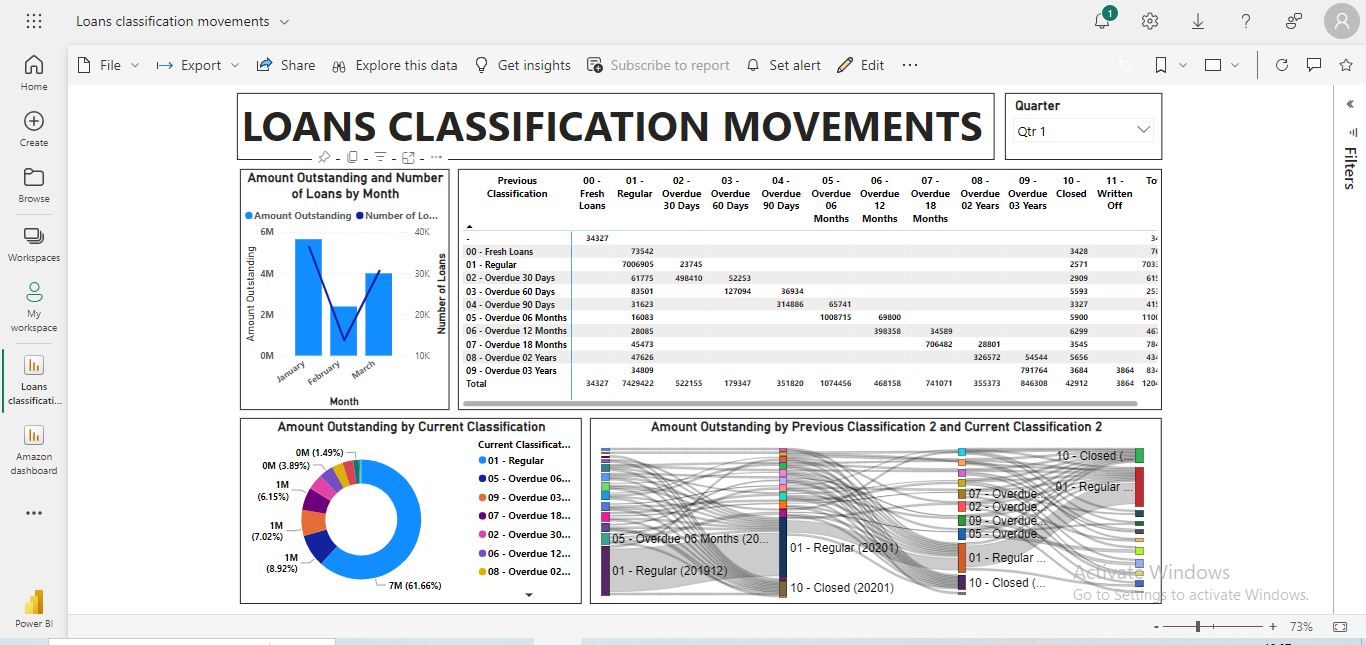 Loans classification movements
1
File Export Share Explore this data Get insights Subscribe to report Set alert Edit
Home
Create
Browse
Workspaces
My
workspace
Loans
classificati...
Amazon
dashboard
Power BI
LOANS CLASSIFICATION MOVEMENTS
Quarter
Qtr 1
Filters
Amount Outstanding and Number
of Loans by Month
Amount Outstanding Number of Lo...
6M
4M
2M
0M
40K
30K
20K
10K
Amount Outstanding
Number of Loans
January February March
Month
Previous Classification 00 - Fresh Loans 01 - Regular 02 - Overdue 30 Days 03 - Overdue 60 Days 04 - Overdue 90 Days 05 - Overdue 06 Months 06 - Overdue 12 Months 07 - Overdue 18 Months 08 - Overdue 02 Years 09 - Overdue 03 Years 10 - Closed 11 - Written Off
- 34327
00 - Fresh Loans 73542 3428
01 - Regular 7006905 23745 2571
02 - Overdue 30 Days 61775 498410 52253 2909
03 - Overdue 60 Days 83501 127094 36934 5593
04 - Overdue 90 Days 31623 314886 65741 3327
05 - Overdue 06 Months 16083 1008715 69800 5900
06 - Overdue 12 Months 28085 398358 34589 6299
07 - Overdue 18 Months 45473 706482 28801 3545
08 - Overdue 02 Years 47626 326572 54544 5656
09 - Overdue 03 Years 34809 791764 3684 3864
Total 34327 7429422 522155 179347 351820 1074456 468158 741071 355373 846308 42912 3864
Amount Outstanding by Current Classification
0M (1.49%)
0M (3.89%)
1M
(6.15%)
1M
(7.02%)
1M
(8.92%)
7M (61.66%)
Current Classificat...
01 - Regular
05 - Overdue 06...
09 - Overdue 03...
07 - Overdue 18...
02 - Overdue 30...
06 - Overdue 12...
08 - Overdue 02...
Amount Outstanding by Previous Classification 2 and Current Classification 2
05 - Overdue 06 Months (20...
01 - Regular (201912)
01 - Regular (20201)
10 - Closed (20201)
07 - Overdue...
02 - Overdue...
09 - Overdue...
05 - Overdue...
01 - Regular ...
10 - Closed (...
10 - Closed (...
01 - Regular ...
Activate Windows
Go to Settings to activate Windows.
- + 73%